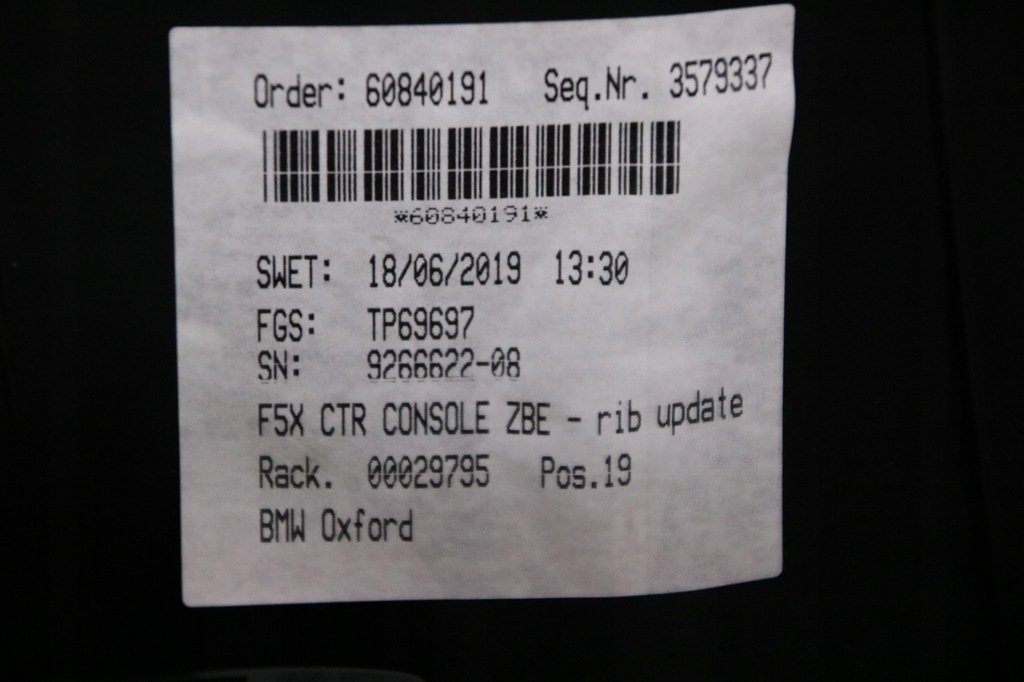 Order: 60840191 Seq.Nr. 3579337
*60840191*
SWET: 18/06/2019 13:30
FGS: TP69697
SN: 9266622-08
F5X CTR CONSOLE ZBE - rib update
Rack. 00029795 Pos.19
BMW Oxford